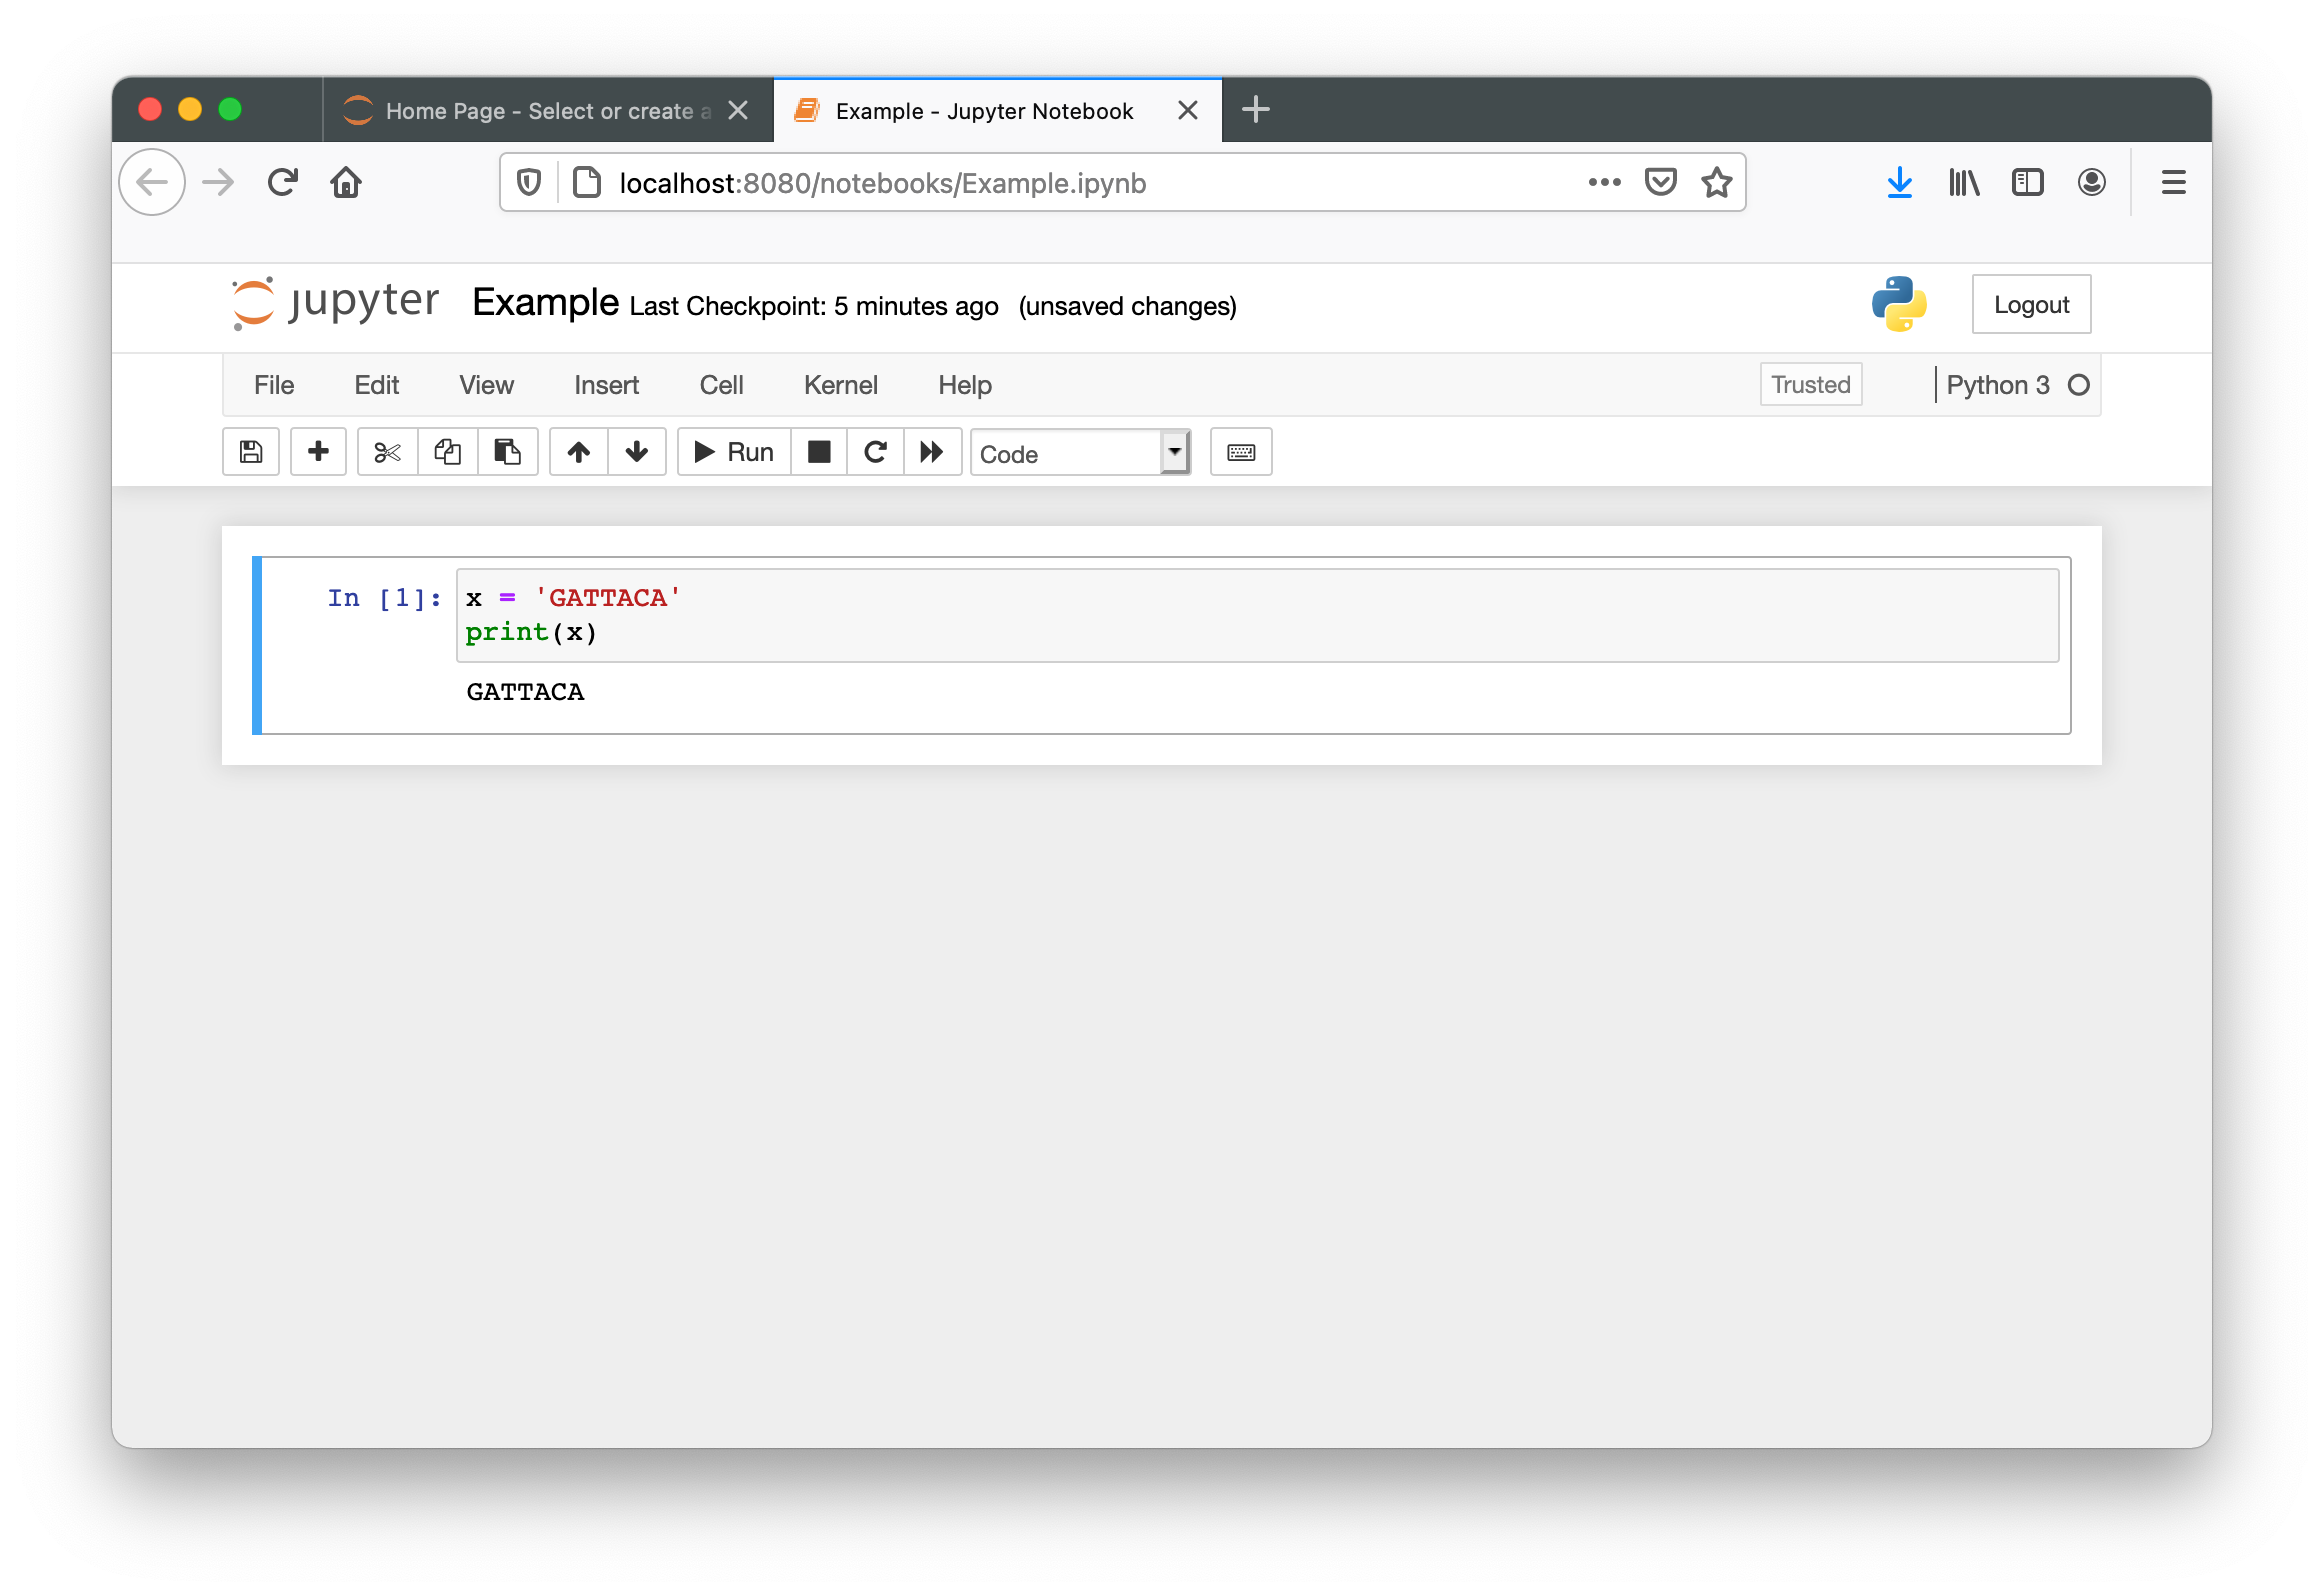 Home Page - Select or create a
Example - Jupyter Notebook
localhost:8080/notebooks/Example.ipynb
jupyter Example Last Checkpoint: 5 minutes ago (unsaved changes)
Logout
File Edit View Insert Cell Kernel Help Trusted Python 3
Run Code
In [1]: x = 'GATTACA'
print(x)
GATTACA